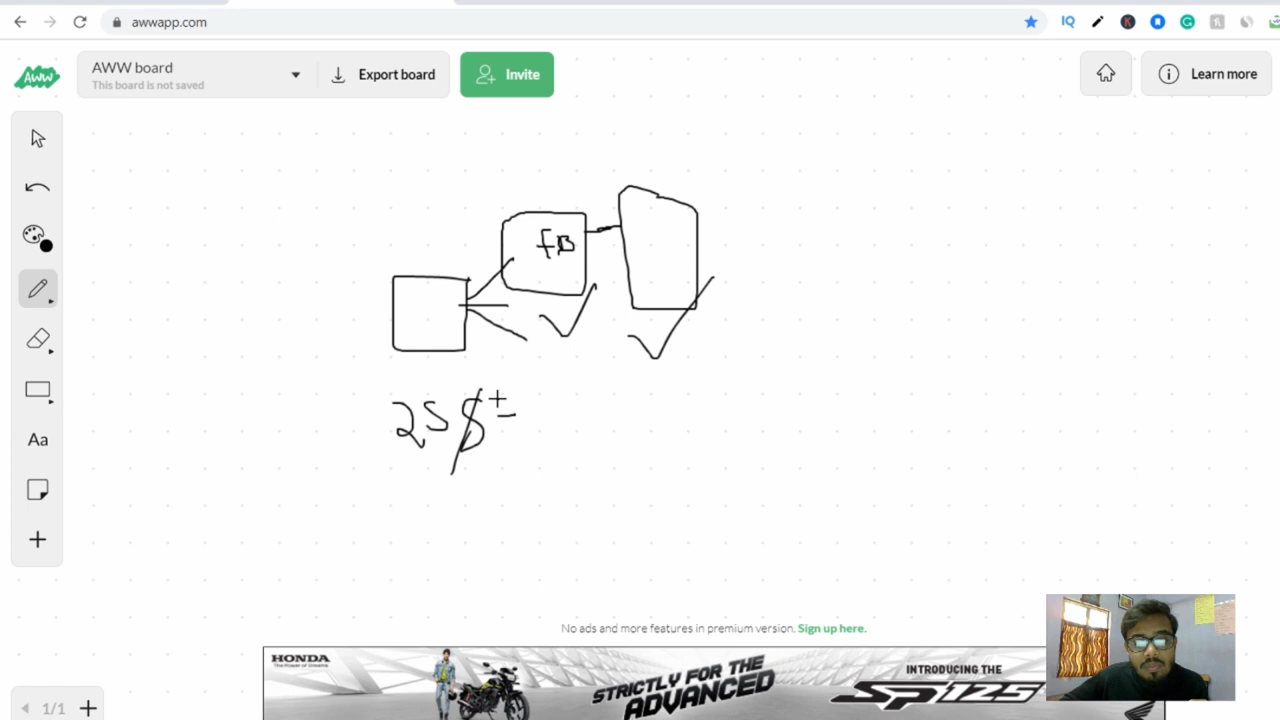 awwapp.com
IQ
AWW
AWW board
This board is not saved
Export board
Invite
Learn more
fB
25 $ +
Aa
No ads and more features in premium version. Sign up here.
HONDA
The Power of Dreams
STRICTLY FOR THE
ADVANCED
INTRODUCING THE
SP125
1/1